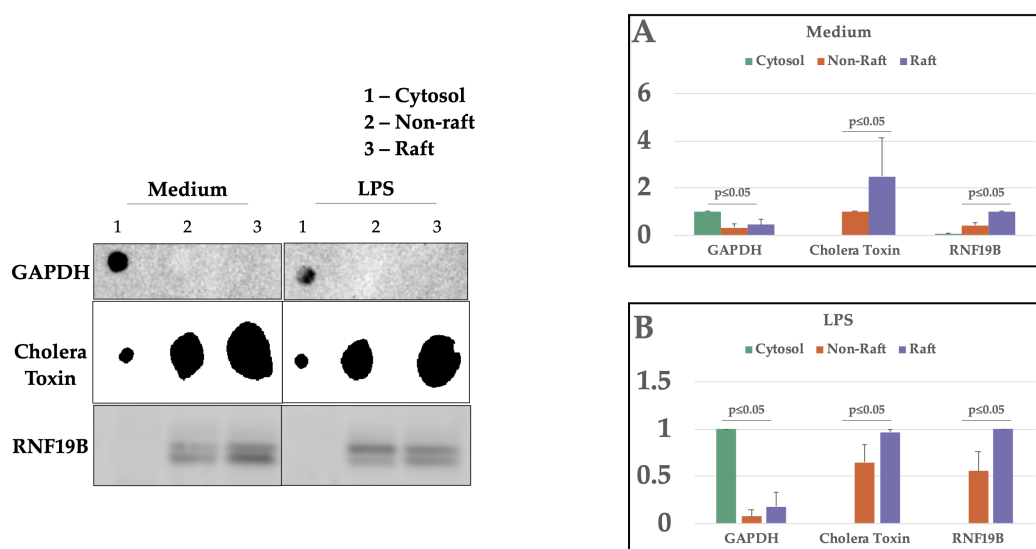 1 – Cytosol
2 – Non-raft
3 – Raft
Medium LPS
1 2 3 1 2 3
GAPDH
Cholera
Toxin
RNF19B
A
Medium
Cytosol Non-Raft Raft
6
4
2
0
p≤0.05
p≤0.05
p≤0.05
GAPDH Cholera Toxin RNF19B
B
LPS
Cytosol Non-Raft Raft
1.5
1
0.5
0
p≤0.05 p≤0.05 p≤0.05
GAPDH Cholera Toxin RNF19B